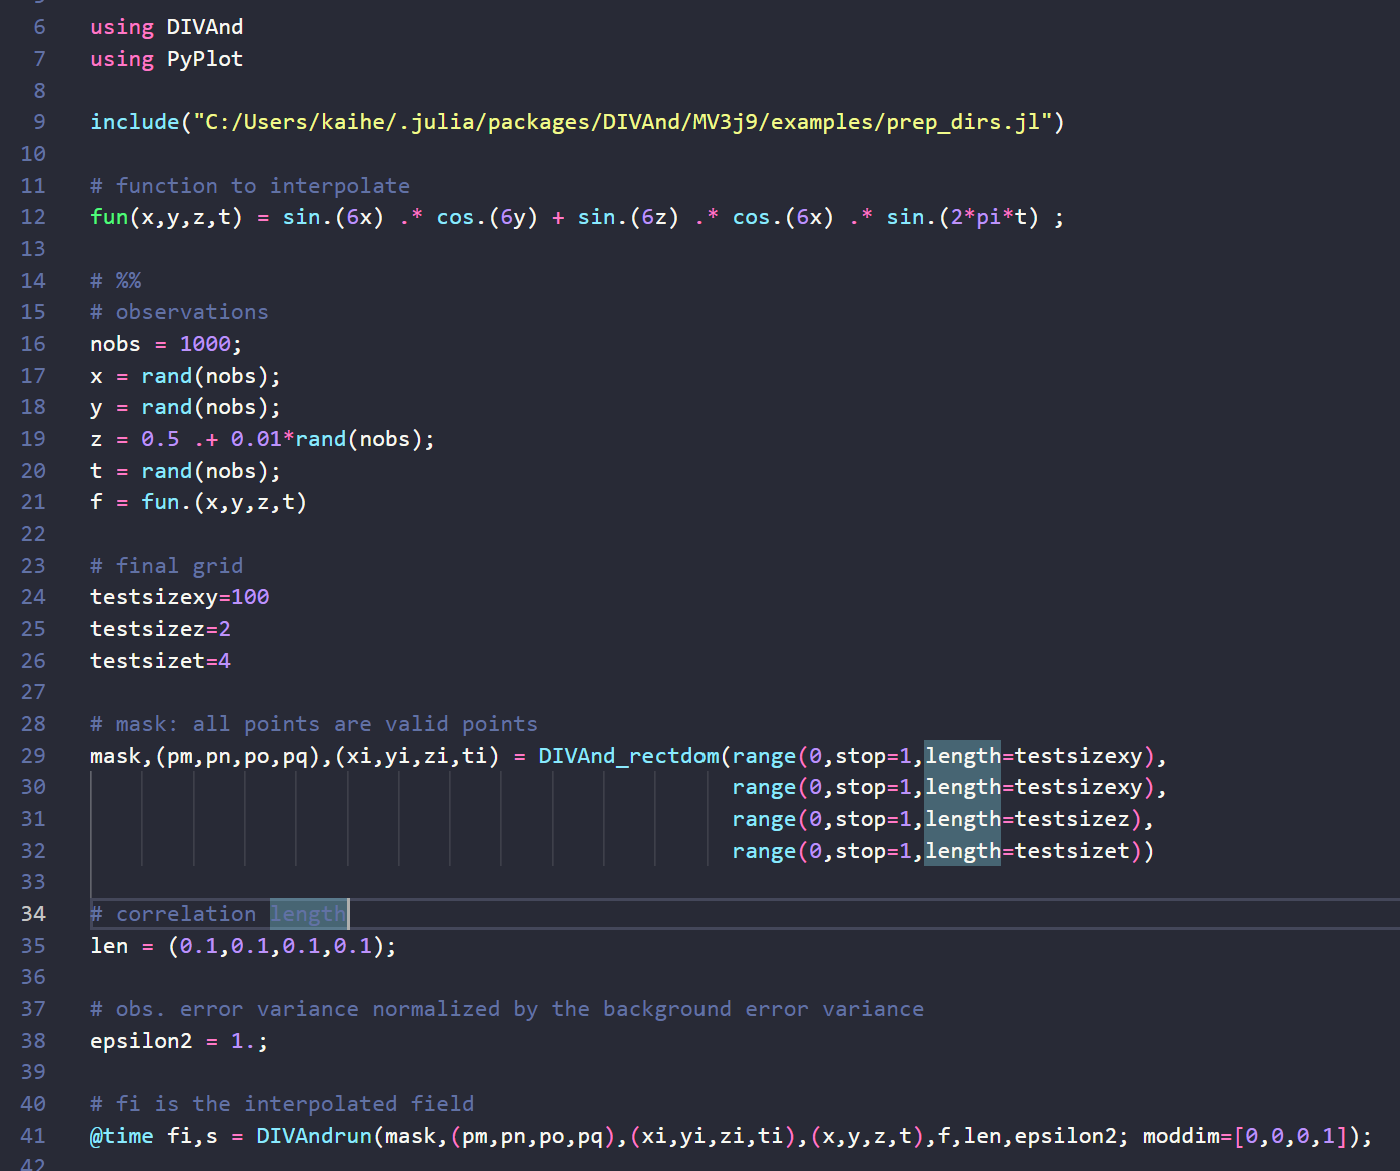 6 using DIVAnd
7 using PyPlot
8
9 include("C:/Users/kaihe/.julia/packages/DIVAnd/MV3j9/examples/prep_dirs.jl")
10
11 # function to interpolate
12 fun(x,y,z,t) = sin.(6x) .* cos.(6y) + sin.(6z) .* cos.(6x) .* sin.(2*pi*t) ;
13
14 # %%
15 # observations
16 nobs = 1000;
17 x = rand(nobs);
18 y = rand(nobs);
19 z = 0.5 .+ 0.01*rand(nobs);
20 t = rand(nobs);
21 f = fun.(x,y,z,t)
22
23 # final grid
24 testsizexy=100
25 testsizez=2
26 testsizet=4
27
28 # mask: all points are valid points
29 mask,(pm,pn,po,pq),(xi,yi,zi,ti) = DIVAnd_rectdom(range(0,stop=1,length=testsizexy),
30 range(0,stop=1,length=testsizexy),
31 range(0,stop=1,length=testsizez),
32 range(0,stop=1,length=testsizet))
33
34 # correlation length
35 len = (0.1,0.1,0.1,0.1);
36
37 # obs. error variance normalized by the background error variance
38 epsilon2 = 1.;
39
40 # fi is the interpolated field
41 @time fi,s = DIVAndrun(mask,(pm,pn,po,pq),(xi,yi,zi,ti),(x,y,z,t),f,len,epsilon2; moddim=[0,0,0,1]);
42